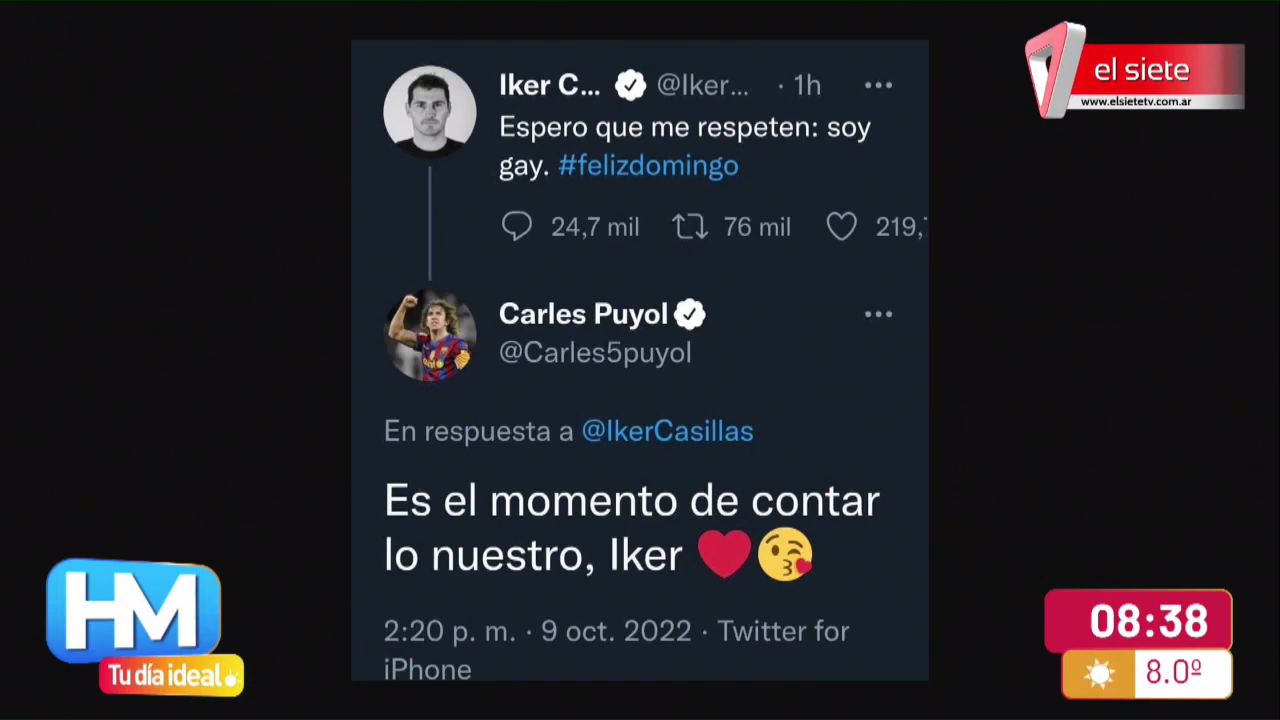 Iker C... @Iker... · 1h ...
Espero que me respeten: soy
gay. #felizdomingo
24,7 mil 76 mil 219,
Carles Puyol ...
@Carles5puyol
En respuesta a @IkerCasillas
Es el momento de contar
lo nuestro, Iker ❤️😘
2:20 p. m. · 9 oct. 2022 · Twitter for
iPhone
el siete
www.elsietetv.com.ar
HM
Tu día ideal
08:38
8.0º